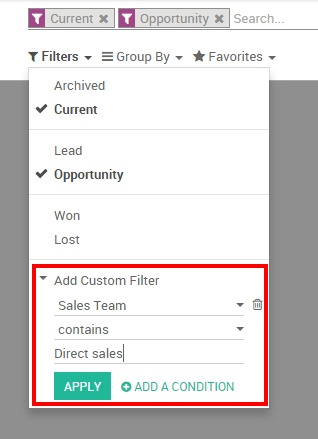 Current Opportunity Search...
Filters Group By Favorites
Archived
Current
Lead
Opportunity
Won
Lost
Add Custom Filter
Sales Team
contains
Direct sales
APPLY ADD A CONDITION